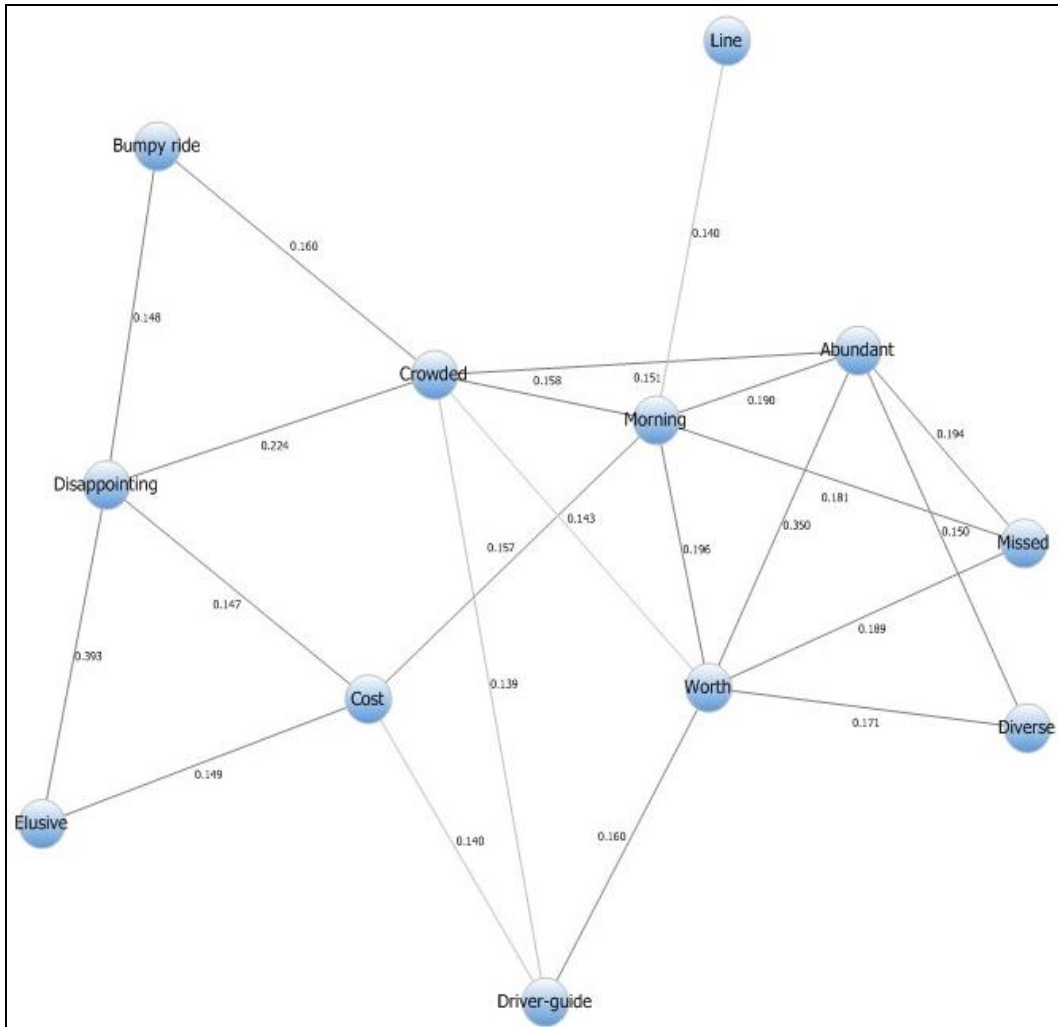 Line
Bumpy ride
0.140
0.160
0.148
Abundant
Crowded
0.158
0.151
0.190
Morning
0.194
0.224
Disappointing
0.181
0.143
0.350
0.150
Missed
0.157
0.196
0.147
0.189
0.393
0.139
Worth
Cost
0.171
Diverse
0.149
Elusive
0.140
0.160
Driver-guide